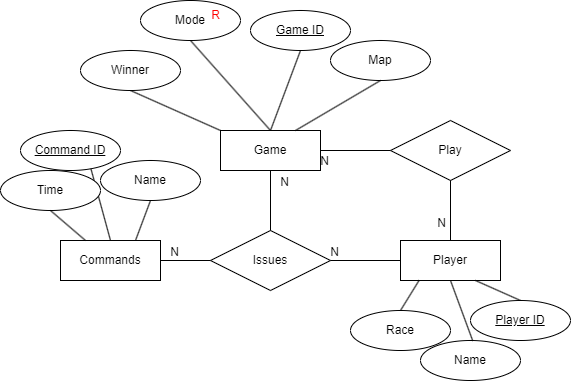 Mode R
Game ID
Winner
Map
Command ID
Game
Play
N
Time
Name
N
N
N
N
Commands
Issues
Player
Race
Player ID
Name